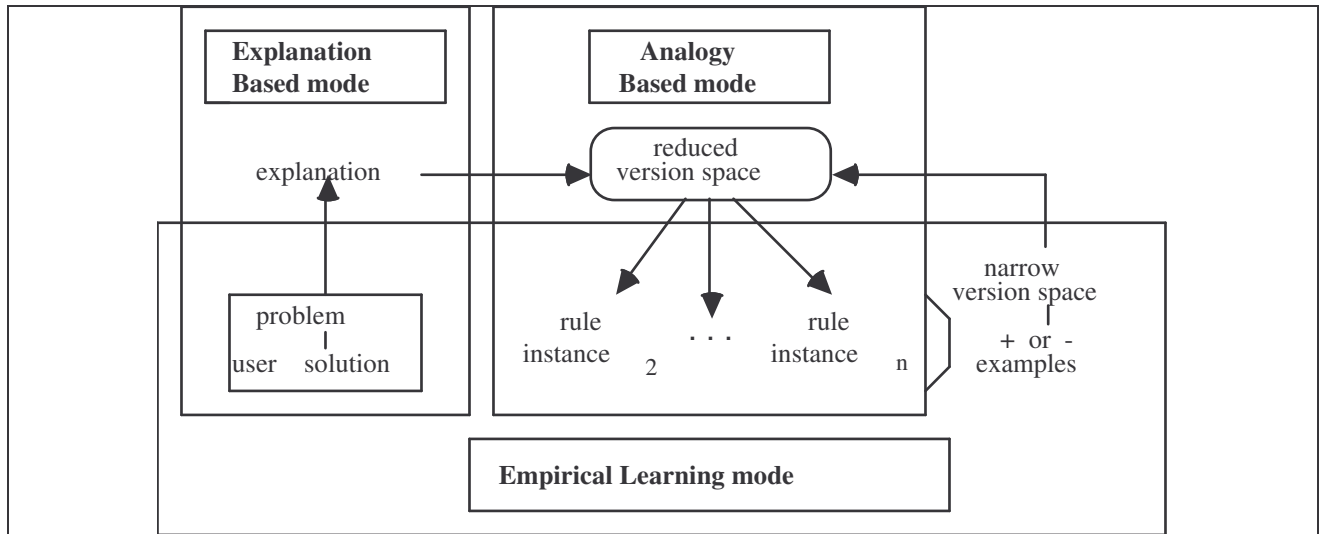 Explanation
Based mode
Analogy
Based mode
explanation
reduced
version space
problem
user solution
rule
instance 2
. . .
rule
instance n
narrow
version space
+ or -
examples
Empirical Learning mode